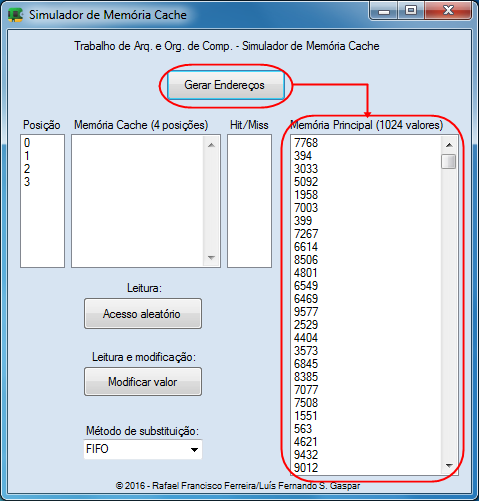 Simulador de Memória Cache
Trabalho de Arq. e Org. de Comp. - Simulador de Memória Cache
Gerar Endereços
Posição
0
1
2
3
Memória Cache (4 posições)
Hit/Miss
Memória Principal (1024 valores)
7768
394
3033
5092
1958
7003
399
7267
6614
8506
4801
6549
6469
9577
2529
4404
3573
6845
8385
7077
7508
1551
563
4621
9432
9012
Leitura:
Acesso aleatório
Leitura e modificação:
Modificar valor
Método de substituição:
FIFO
© 2016 - Rafael Francisco Ferreira/Luís Fernando S. Gaspar